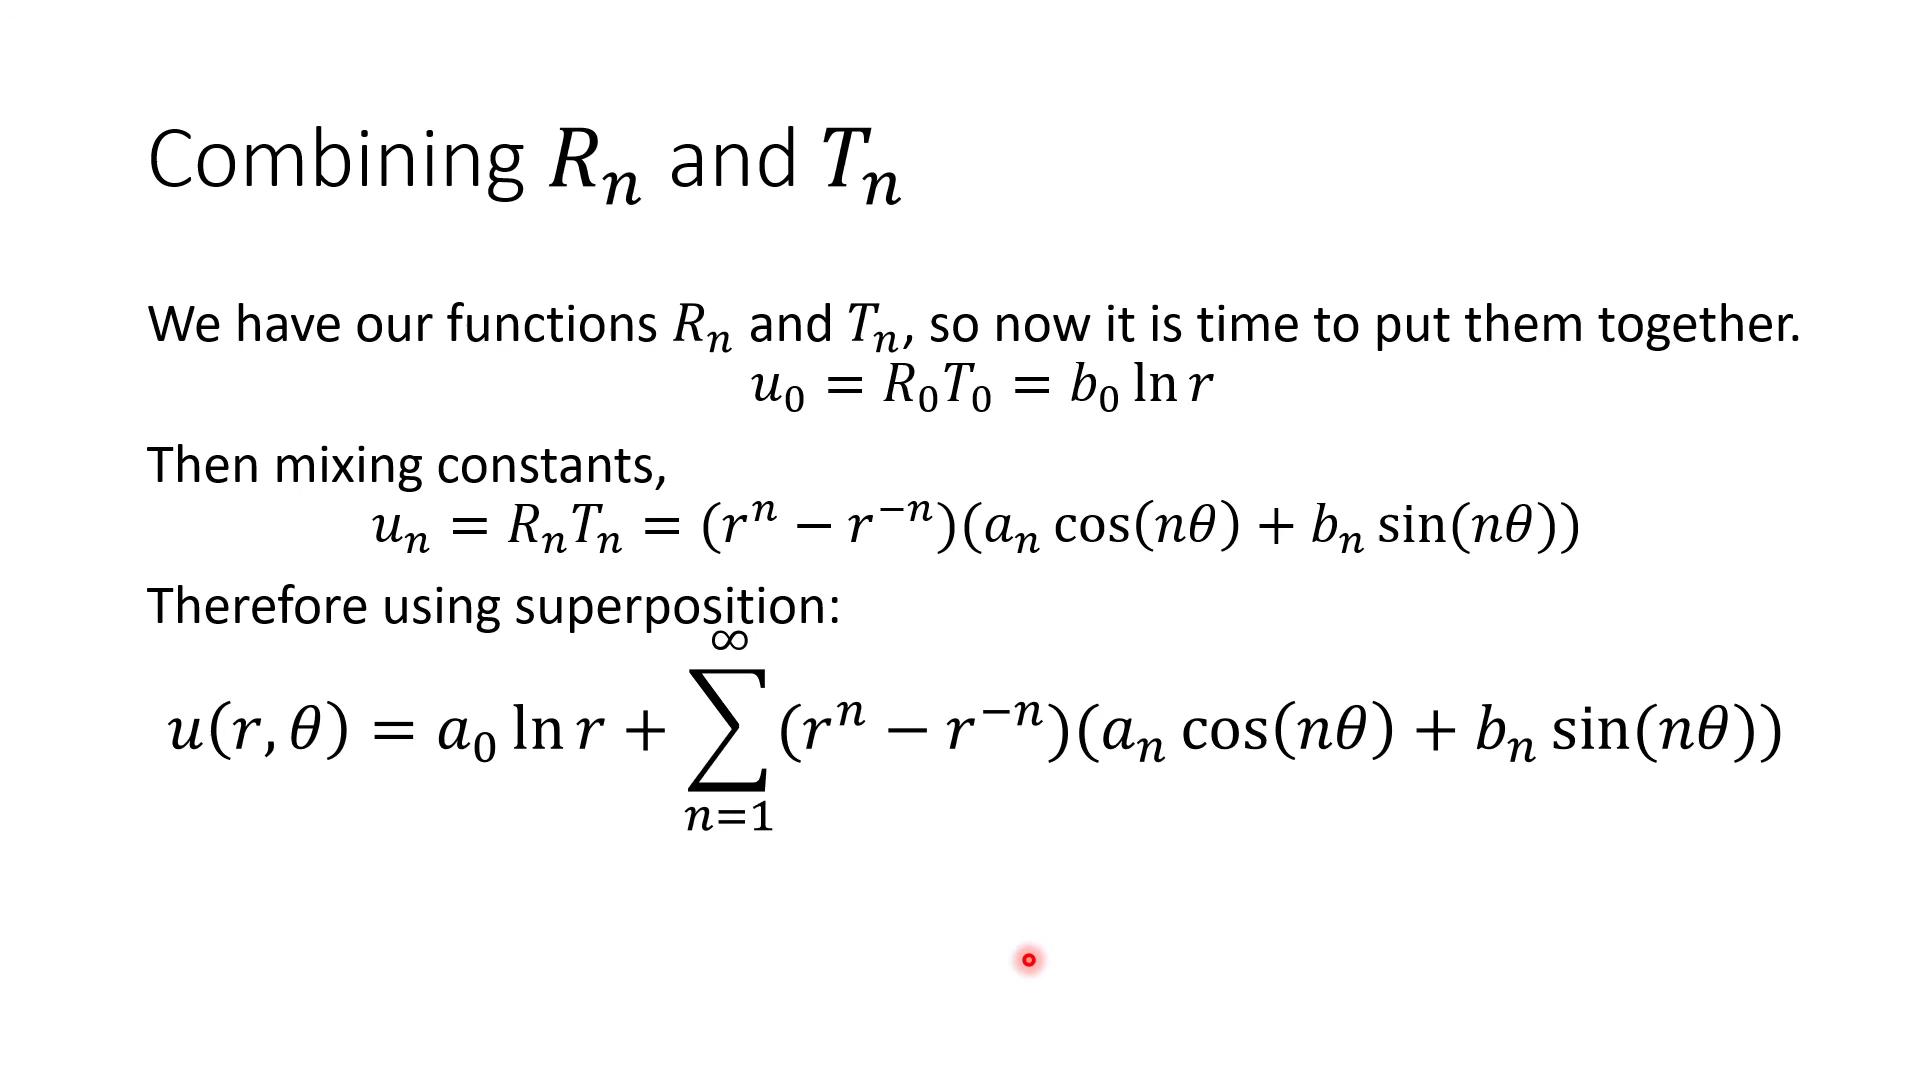 Combining Rₙ and Tₙ
We have our functions Rₙ and Tₙ, so now it is time to put them together.
u₀ = R₀T₀ = b₀ ln r
Then mixing constants,
uₙ = RₙTₙ = (rⁿ − r⁻ⁿ)(aₙ cos(nθ) + bₙ sin(nθ))
Therefore using superposition:
u(r, θ) = a₀ ln r + ∑_{n=1}^{∞} (rⁿ − r⁻ⁿ)(aₙ cos(nθ) + bₙ sin(nθ))